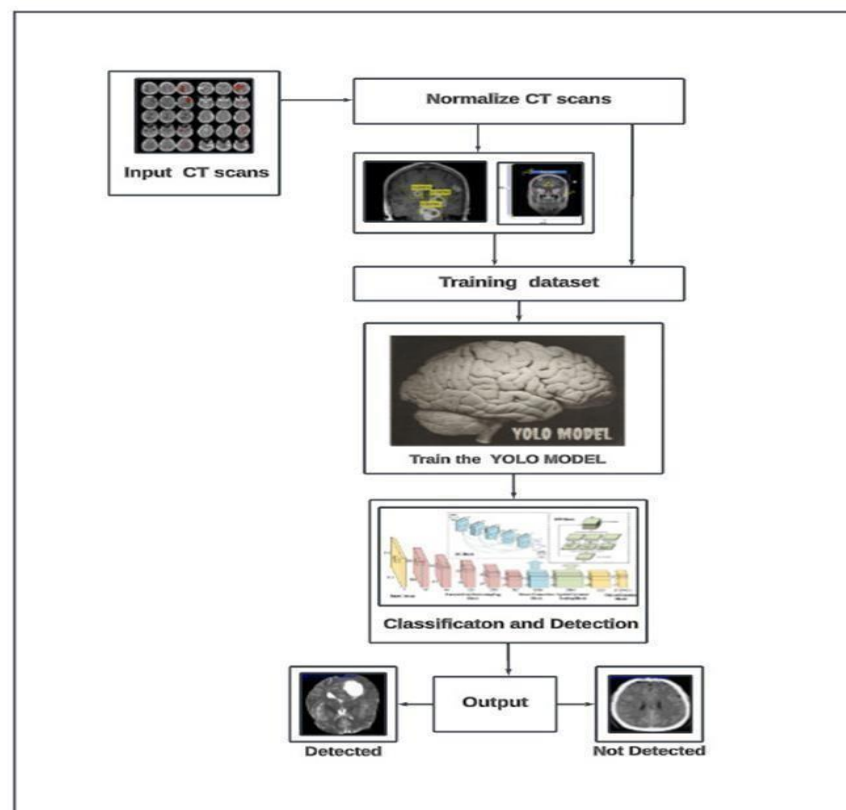 Normalize CT scans
Input CT scans
Training dataset
YOLO MODEL
Train the YOLO MODEL
Classificaton and Detection
Output
Detected
Not Detected